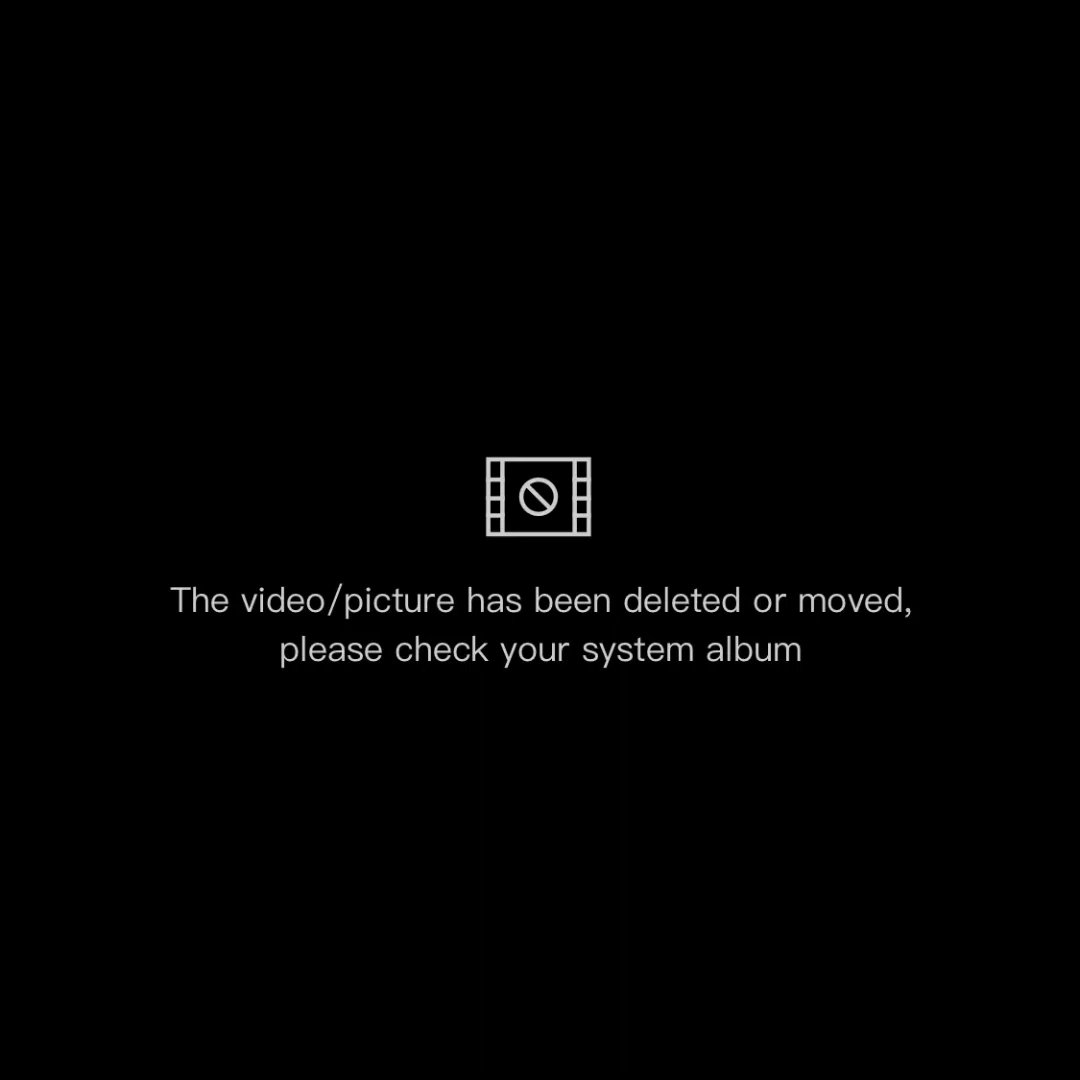 The video/picture has been deleted or moved,
please check your system album